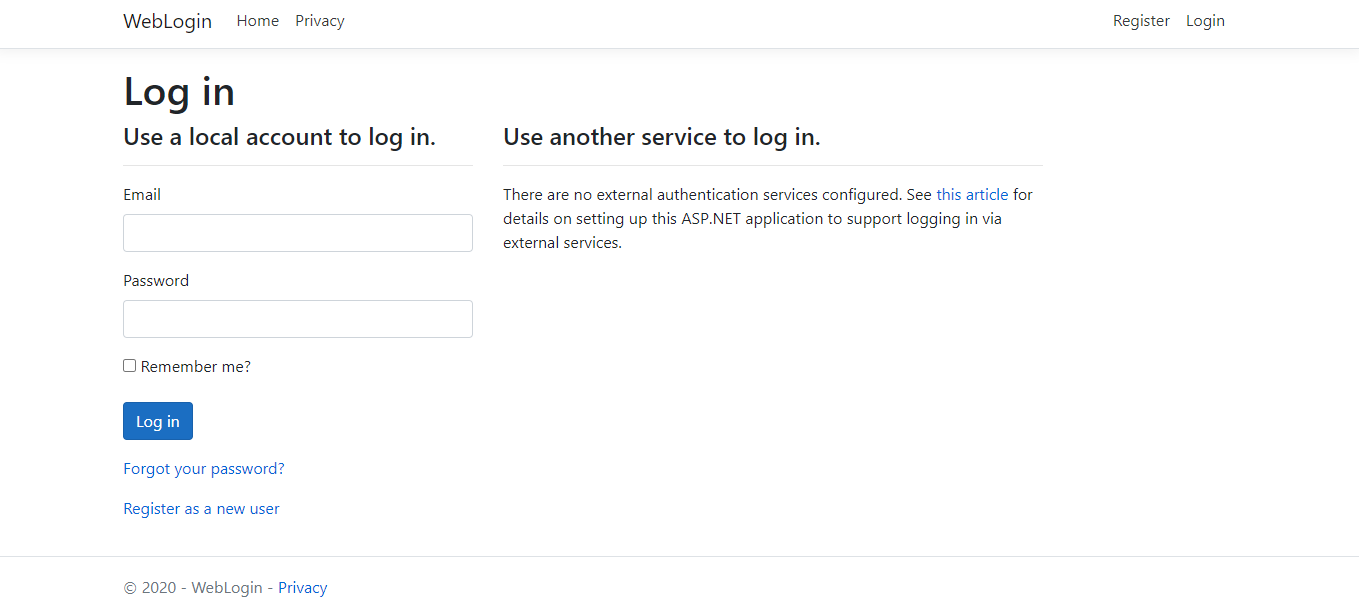 WebLogin Home Privacy Register Login
Log in
Use a local account to log in.
Email
Password
Remember me?
Log in
Forgot your password?
Register as a new user
Use another service to log in.
There are no external authentication services configured. See this article for
details on setting up this ASP.NET application to support logging in via
external services.
© 2020 - WebLogin - Privacy